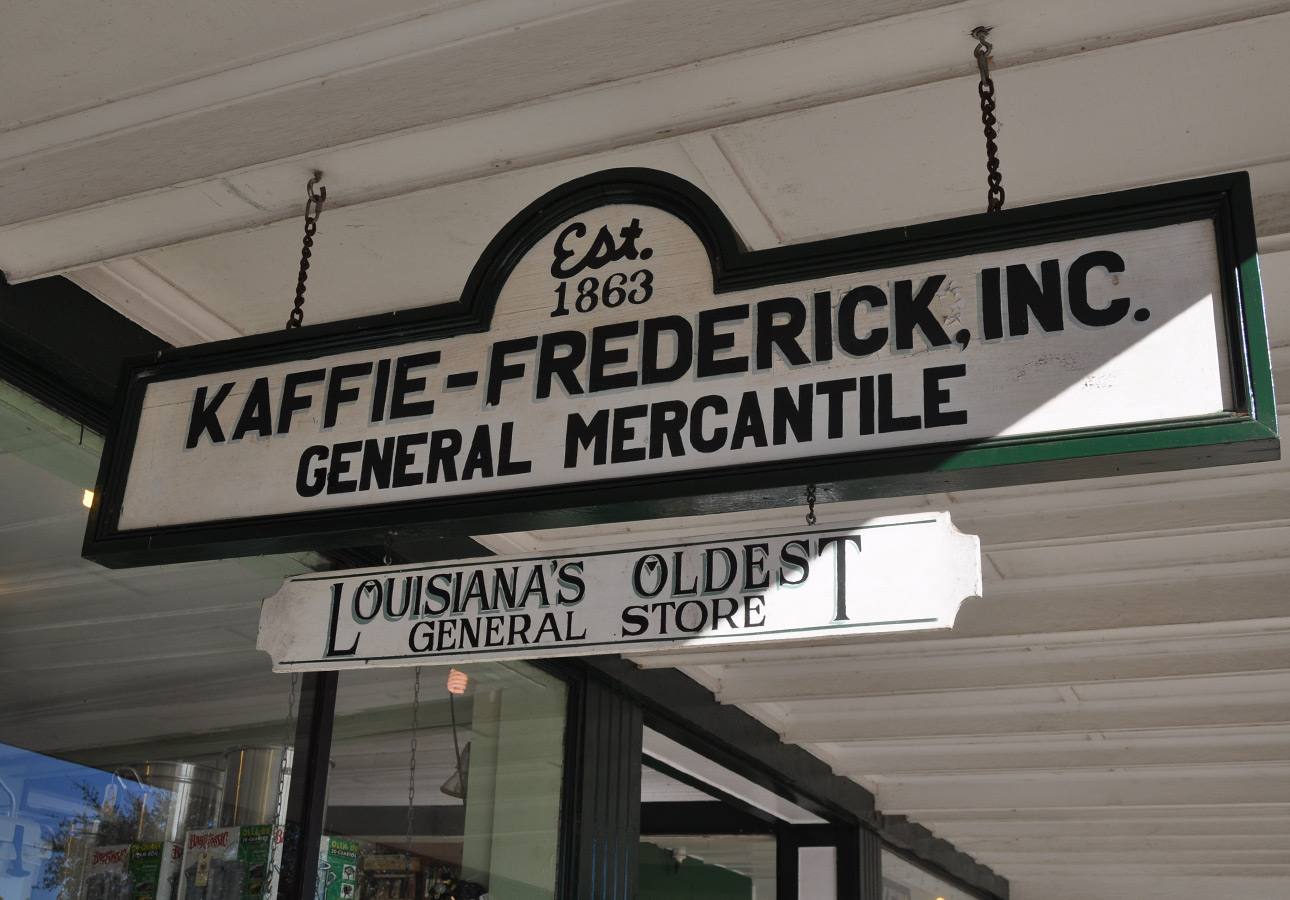 Est.
1863
KAFFIE-FREDERICK, INC.
GENERAL MERCANTILE
LOUISIANA'S OLDEST
GENERAL STORE